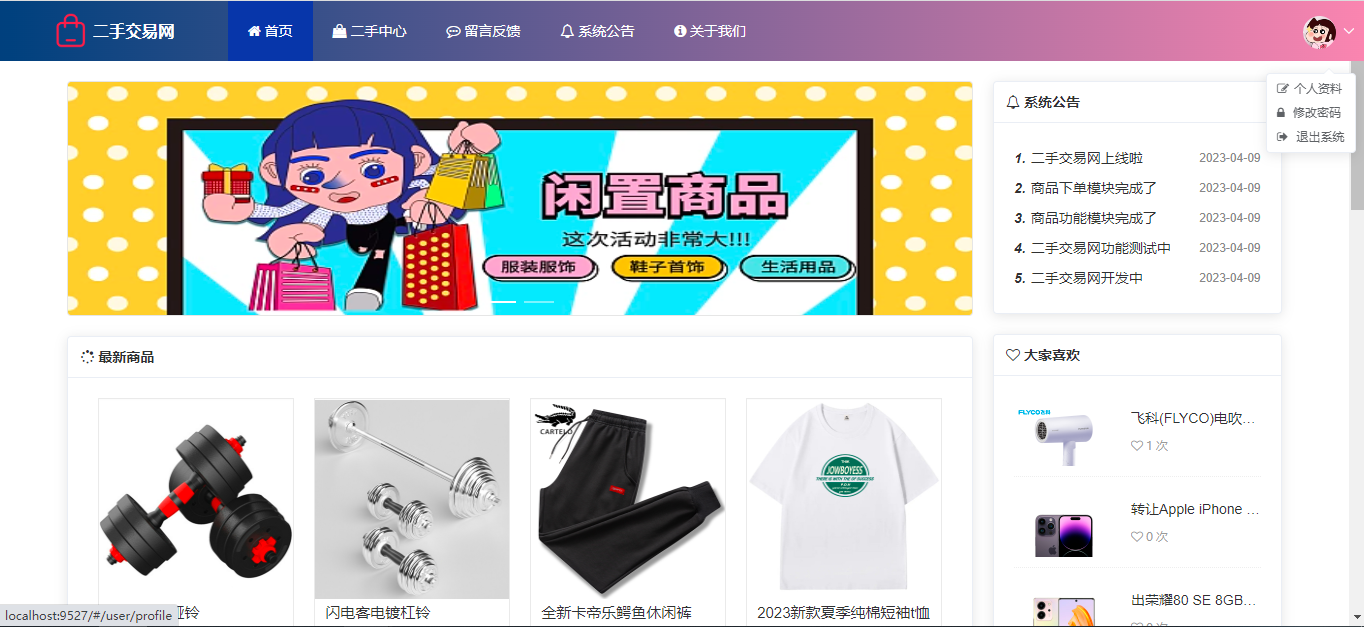 二手交易网 首页 二手中心 留言反馈 系统公告 关于我们
个人资料
修改密码
退出系统
闲置商品
这次活动非常大!!!
服装服饰 鞋子首饰 生活用品
系统公告
1. 二手交易网上线啦 2023-04-09
2. 商品下单模块完成了 2023-04-09
3. 商品功能模块完成了 2023-04-09
4. 二手交易网功能测试中 2023-04-09
5. 二手交易网开发中 2023-04-09
最新商品
CARTELO
JOWBOYESS
铃
闪电客电镀杠铃
全新卡帝乐鳄鱼休闲裤
2023新款夏季纯棉短袖t恤
大家喜欢
FLYCO飞科
飞科(FLYCO)电吹...
1 次
转让Apple iPhone ...
0 次
出荣耀80 SE 8GB...
localhost:9527/#/user/profile